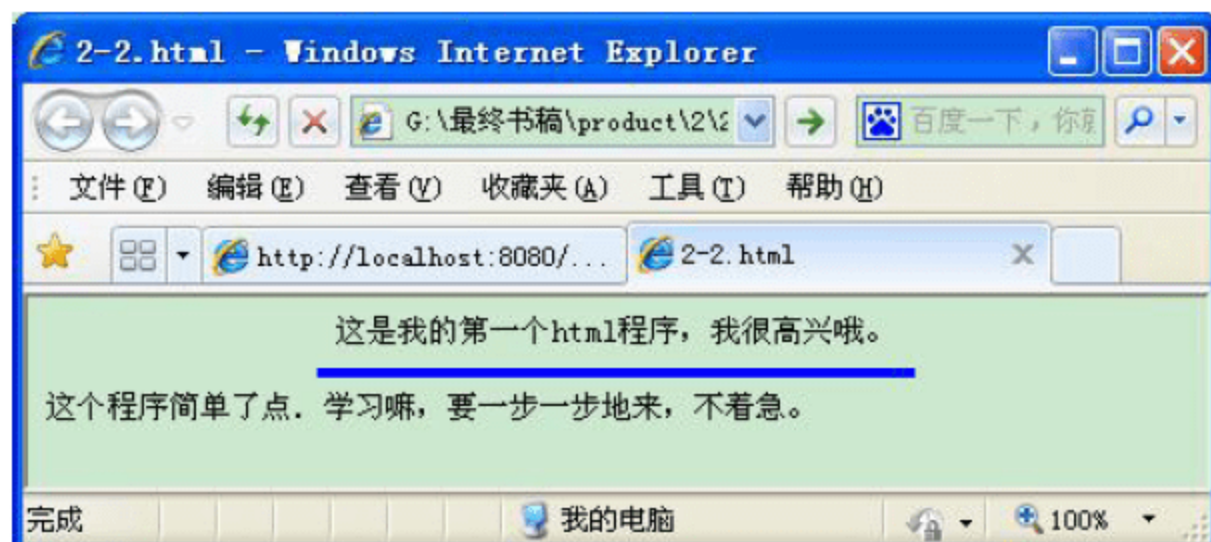 2-2.html - Windows Internet Explorer
G:\最终书稿\product\2\2
百度一下,你
文件(F) 编辑(E) 查看(V) 收藏夹(A) 工具(T) 帮助(H)
http://localhost:8080/... 2-2.html
这是我的第一个html程序,我很高兴哦。
这个程序简单了点. 学习嘛,要一步一步地来,不着急。
完成 我的电脑 100%